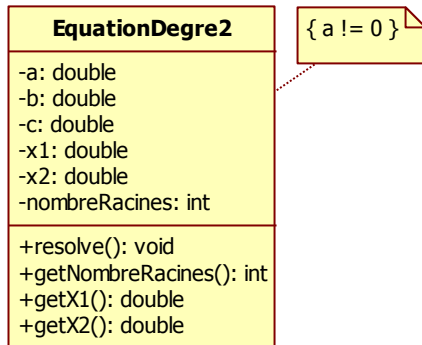 EquationDegre2
{ a != 0 }
-a: double
-b: double
-c: double
-x1: double
-x2: double
-nombreRacines: int
+resolve(): void
+getNombreRacines(): int
+getX1(): double
+getX2(): double